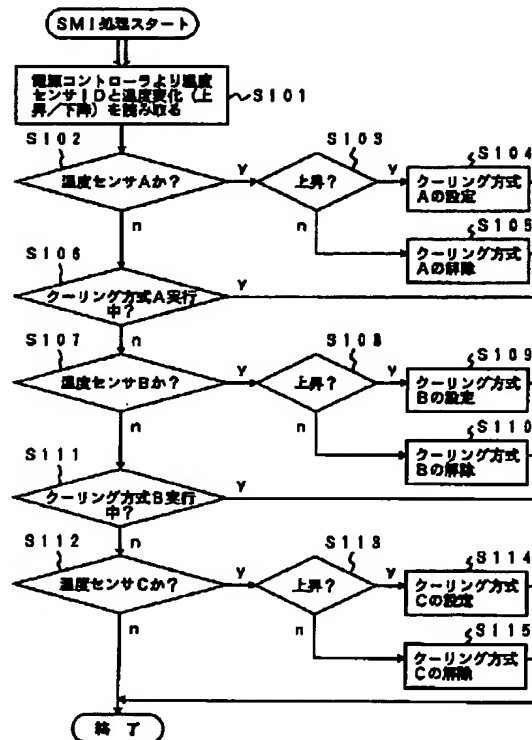 SMI処理スタート
電源コントローラより温度
センサIDと温度変化(上
昇/下降)を読み取る
S101
S102
温度センサAか?
y
n
S103
上昇?
y
n
S104
クーリング方式
Aの設定
S105
クーリング方式
Aの解除
S106
クーリング方式A実行
中?
y
n
S107
温度センサBか?
y
n
S108
上昇?
y
n
S109
クーリング方式
Bの設定
S110
クーリング方式
Bの解除
S111
クーリング方式B実行
中?
y
n
S112
温度センサCか?
y
n
S113
上昇?
y
n
S114
クーリング方式
Cの設定
S115
クーリング方式
Cの解除
終了